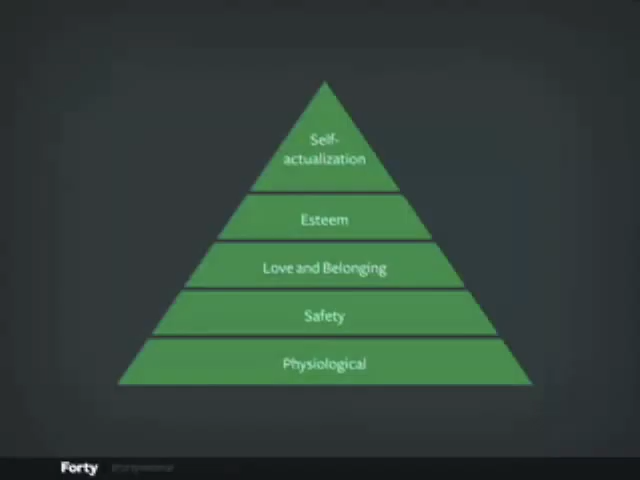 Self-
actualization
Esteem
Love and Belonging
Safety
Physiological
Forty